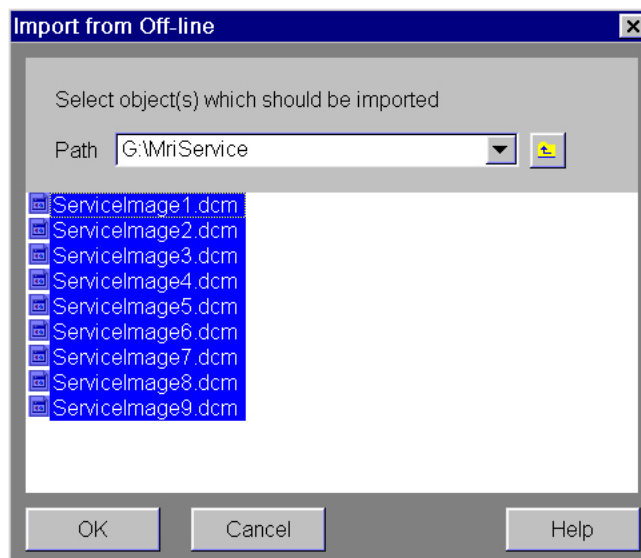 Import from Off-line
Select object(s) which should be imported
Path G:\MriService
ServiceImage1.dcm
ServiceImage2.dcm
ServiceImage3.dcm
ServiceImage4.dcm
ServiceImage5.dcm
ServiceImage6.dcm
ServiceImage7.dcm
ServiceImage8.dcm
ServiceImage9.dcm
OK Cancel Help